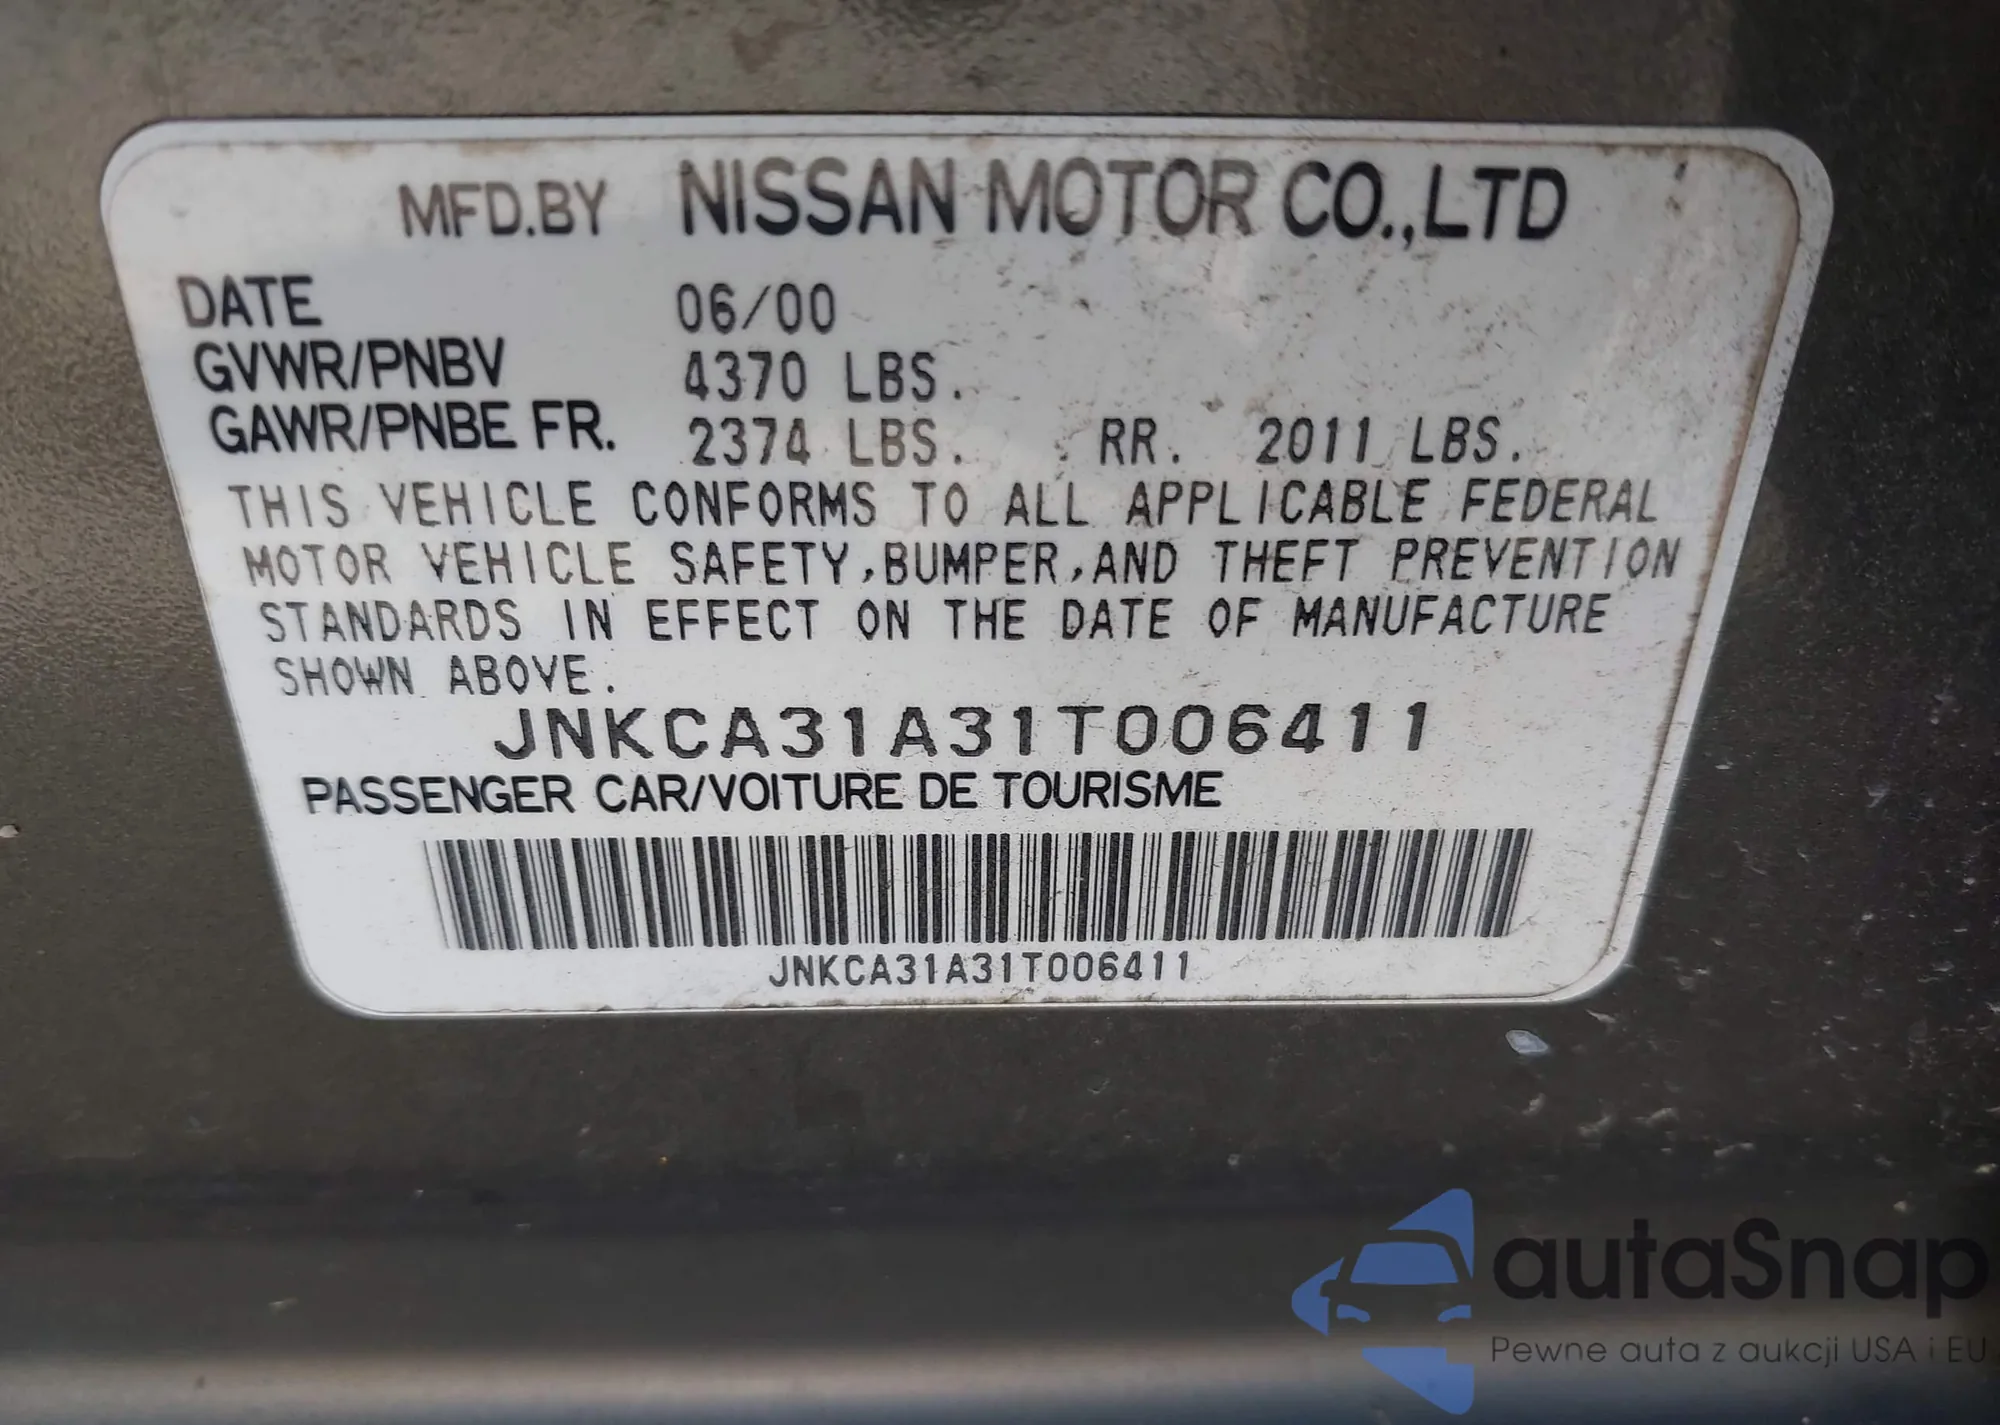 MFD.BY NISSAN MOTOR CO.,LTD
DATE 06/00
GVWR/PNBV 4370 LBS.
GAWR/PNBE FR. 2374 LBS. RR. 2011 LBS.
THIS VEHICLE CONFORMS TO ALL APPLICABLE FEDERAL
MOTOR VEHICLE SAFETY,BUMPER,AND THEFT PREVENTION
STANDARDS IN EFFECT ON THE DATE OF MANUFACTURE
SHOWN ABOVE.
JNKCA31A31T006411
PASSENGER CAR/VOITURE DE TOURISME
JNKCA31A31T006411
autaSnap
Pewne auta z aukcji USA i EU